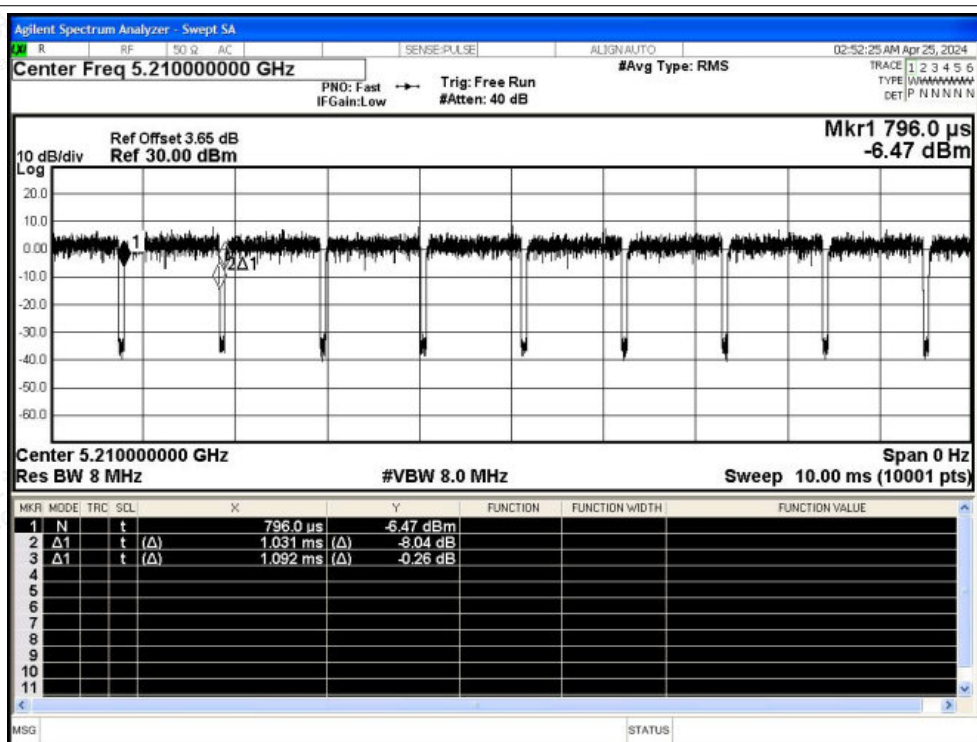 Agilent Spectrum Analyzer - Swept SA
R RF 50 Ω AC SENSE:PULSE ALIGN AUTO 02:52:25 AM Apr 25, 2024
Center Freq 5.210000000 GHz
PNO: Fast
IFGain:Low
Trig: Free Run
#Atten: 40 dB
#Avg Type: RMS
TRACE 1 2 3 4 5 6
TYPE
DET P N N N N N
Ref Offset 3.65 dB
10 dB/div Ref 30.00 dBm
Log
Mkr1 796.0 µs
-6.47 dBm
20.0
10.0
0.00
-10.0
-20.0
-30.0
-40.0
-50.0
-60.0
1
2Δ1
Center 5.210000000 GHz Span 0 Hz
Res BW 8 MHz #VBW 8.0 MHz Sweep 10.00 ms (10001 pts)
MKR MODE TRC SCL X Y FUNCTION FUNCTION WIDTH FUNCTION VALUE
1 N t 796.0 µs -6.47 dBm
2 Δ1 t (Δ) 1.031 ms (Δ) -8.04 dB
3 Δ1 t (Δ) 1.092 ms (Δ) -0.26 dB
4
5
6
7
8
9
10
11
MSG STATUS